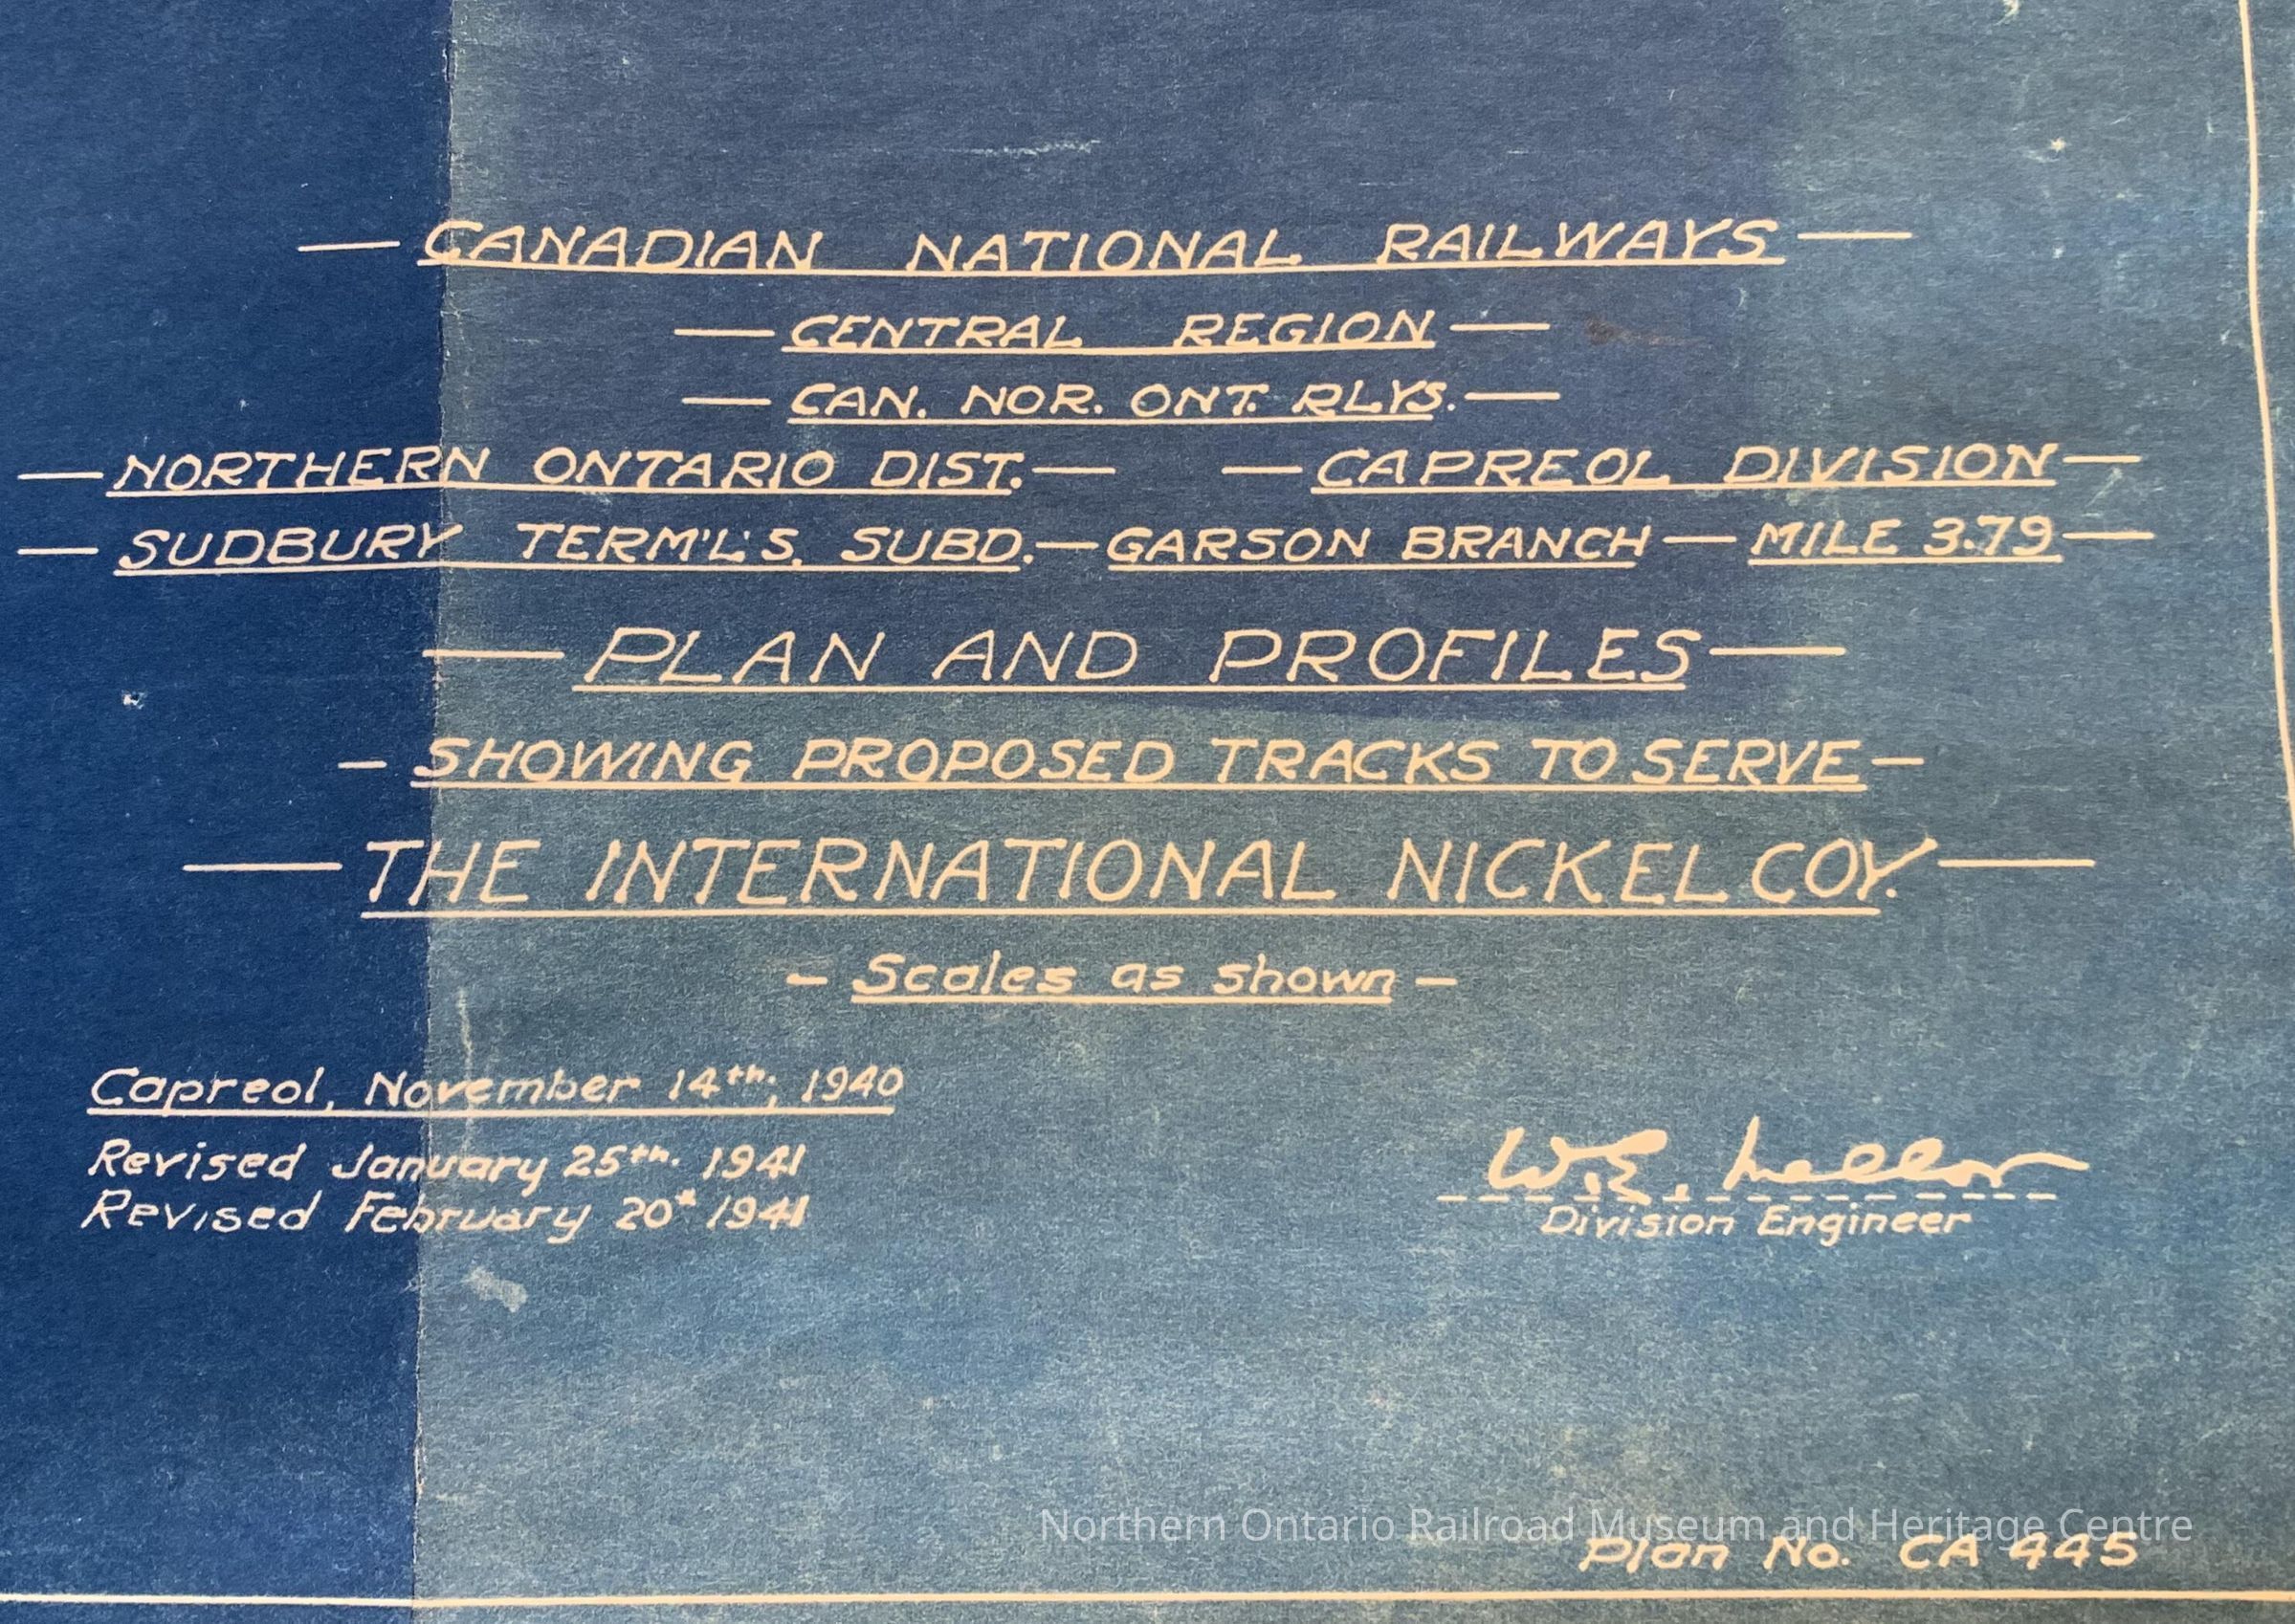 — CANADIAN NATIONAL RAILWAYS —
— CENTRAL REGION —
— CAN. NOR. ONT. RLYS. —
— NORTHERN ONTARIO DIST. — — CAPREOL DIVISION —
— SUDBURY TERM'L'S. SUBD. — GARSON BRANCH — MILE 3.79 —
— PLAN AND PROFILES —
- SHOWING PROPOSED TRACKS TO SERVE -
— THE INTERNATIONAL NICKEL COY. —
- Scales as shown -
Capreol, November 14th, 1940
Revised January 25th. 1941
Revised February 20th 1941
W.E. Mellor
Division Engineer
Northern Ontario Railroad Museum and Heritage Centre
Plan No. CA 445